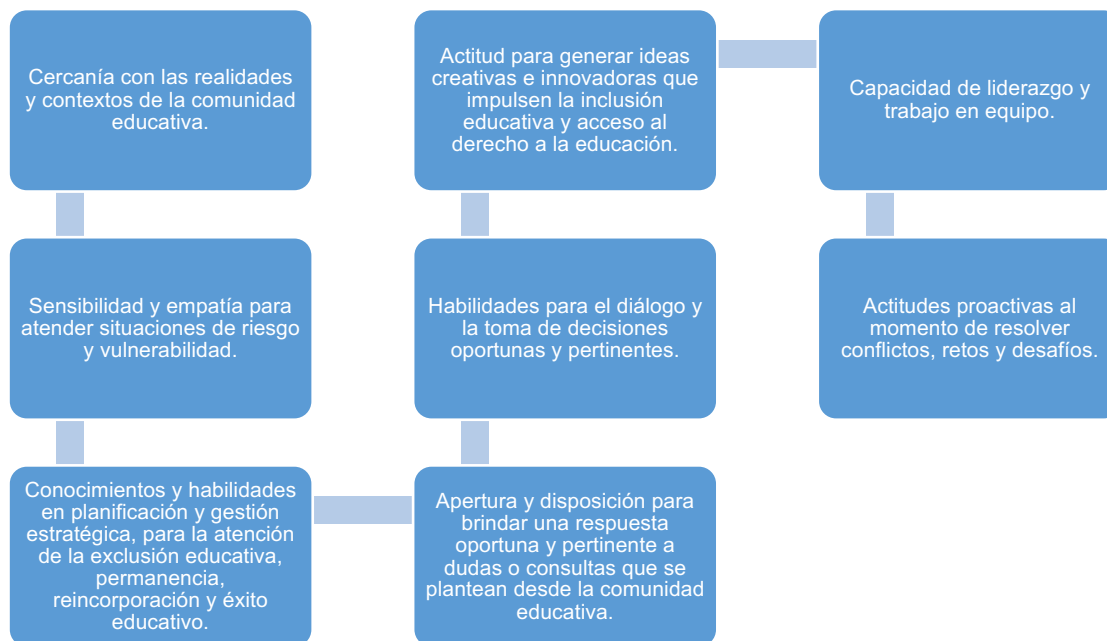 Cercanía con las realidades
y contextos de la comunidad
educativa.
Sensibilidad y empatía para
atender situaciones de riesgo
y vulnerabilidad.
Conocimientos y habilidades
en planificación y gestión
estratégica, para la atención
de la exclusión educativa,
permanencia,
reincorporación y éxito
educativo.
Apertura y disposición para
brindar una respuesta
oportuna y pertinente a
dudas o consultas que se
plantean desde la comunidad
educativa.
Habilidades para el diálogo y
la toma de decisiones
oportunas y pertinentes.
Actitud para generar ideas
creativas e innovadoras que
impulsen la inclusión
educativa y acceso al
derecho a la educación.
Capacidad de liderazgo y
trabajo en equipo.
Actitudes proactivas al
momento de resolver
conflictos, retos y desafíos.